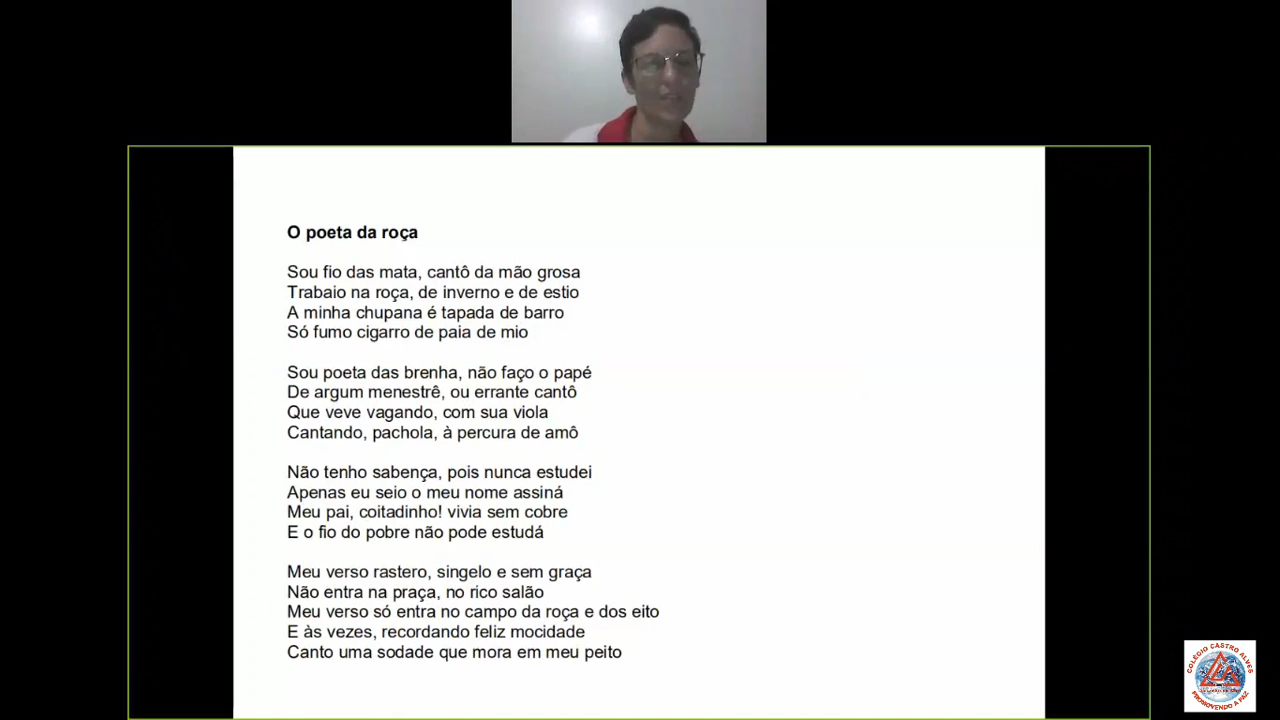 O poeta da roça
Sou fio das mata, cantô da mão grosa
Trabaio na roça, de inverno e de estio
A minha chupana é tapada de barro
Só fumo cigarro de paia de mio
Sou poeta das brenha, não faço o papé
De argum menestrê, ou errante cantô
Que veve vagando, com sua viola
Cantando, pachola, à percura de amô
Não tenho sabença, pois nunca estudei
Apenas eu seio o meu nome assiná
Meu pai, coitadinho! vivia sem cobre
E o fio do pobre não pode estudá
Meu verso rastero, singelo e sem graça
Não entra na praça, no rico salão
Meu verso só entra no campo da roça e dos eito
E às vezes, recordando feliz mocidade
Canto uma sodade que mora em meu peito
COLÉGIO CASTRO ALVES
PROMOVENDO A PAZ